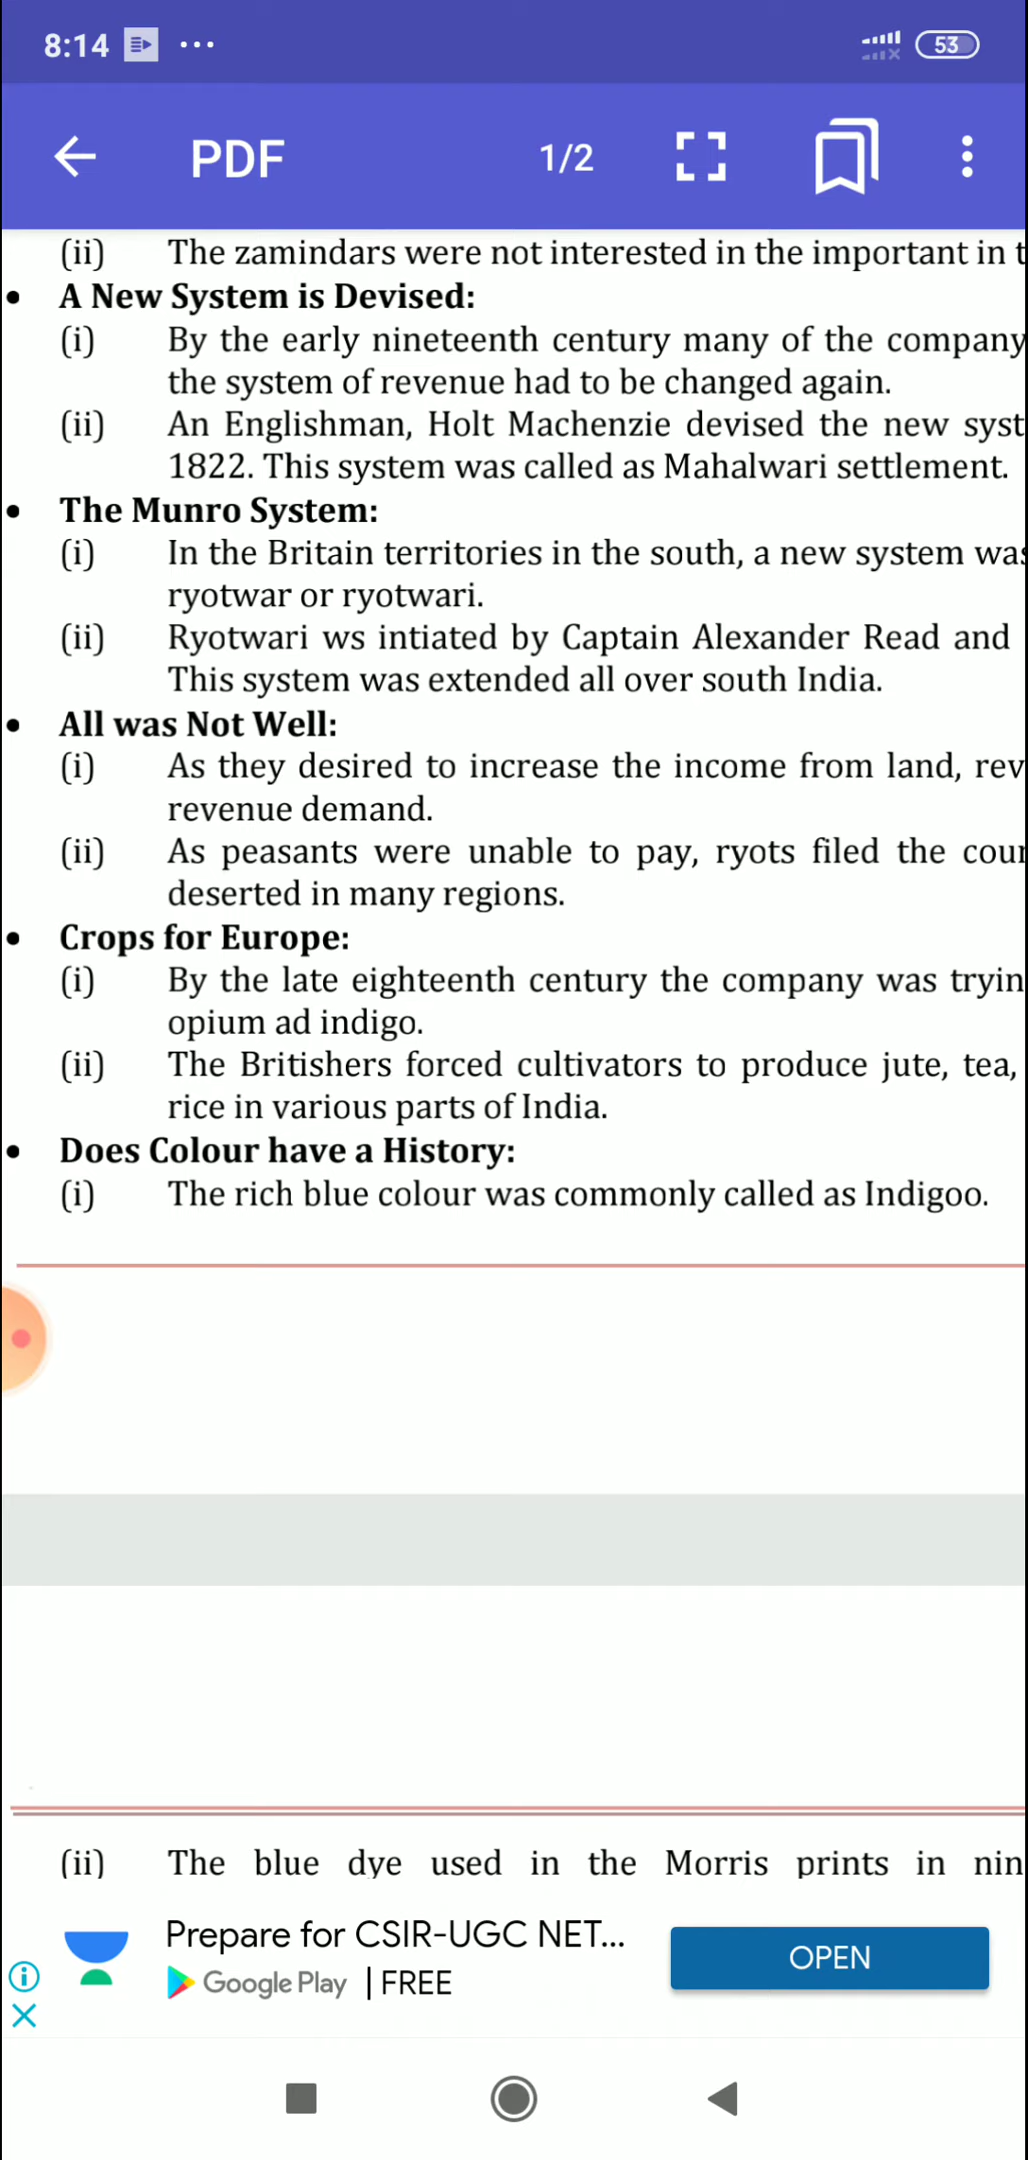 8:14
53
PDF 1/2
(ii) The zamindars were not interested in the important in t
• A New System is Devised:
(i) By the early nineteenth century many of the company
the system of revenue had to be changed again.
(ii) An Englishman, Holt Machenzie devised the new syst
1822. This system was called as Mahalwari settlement.
• The Munro System:
(i) In the Britain territories in the south, a new system was
ryotwar or ryotwari.
(ii) Ryotwari ws intiated by Captain Alexander Read and
This system was extended all over south India.
• All was Not Well:
(i) As they desired to increase the income from land, rev
revenue demand.
(ii) As peasants were unable to pay, ryots filed the cour
deserted in many regions.
• Crops for Europe:
(i) By the late eighteenth century the company was tryin
opium ad indigo.
(ii) The Britishers forced cultivators to produce jute, tea,
rice in various parts of India.
• Does Colour have a History:
(i) The rich blue colour was commonly called as Indigoo.
(ii) The blue dye used in the Morris prints in nin
Prepare for CSIR-UGC NET...
Google Play | FREE
OPEN